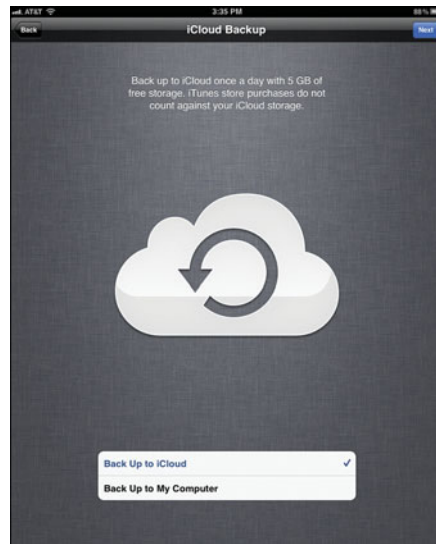 AT&T 2:35 PM 88%
Back iCloud Backup Next
Back up to iCloud once a day with 5 GB of
free storage. iTunes store purchases do not
count against your iCloud storage.
Back Up to iCloud
Back Up to My Computer